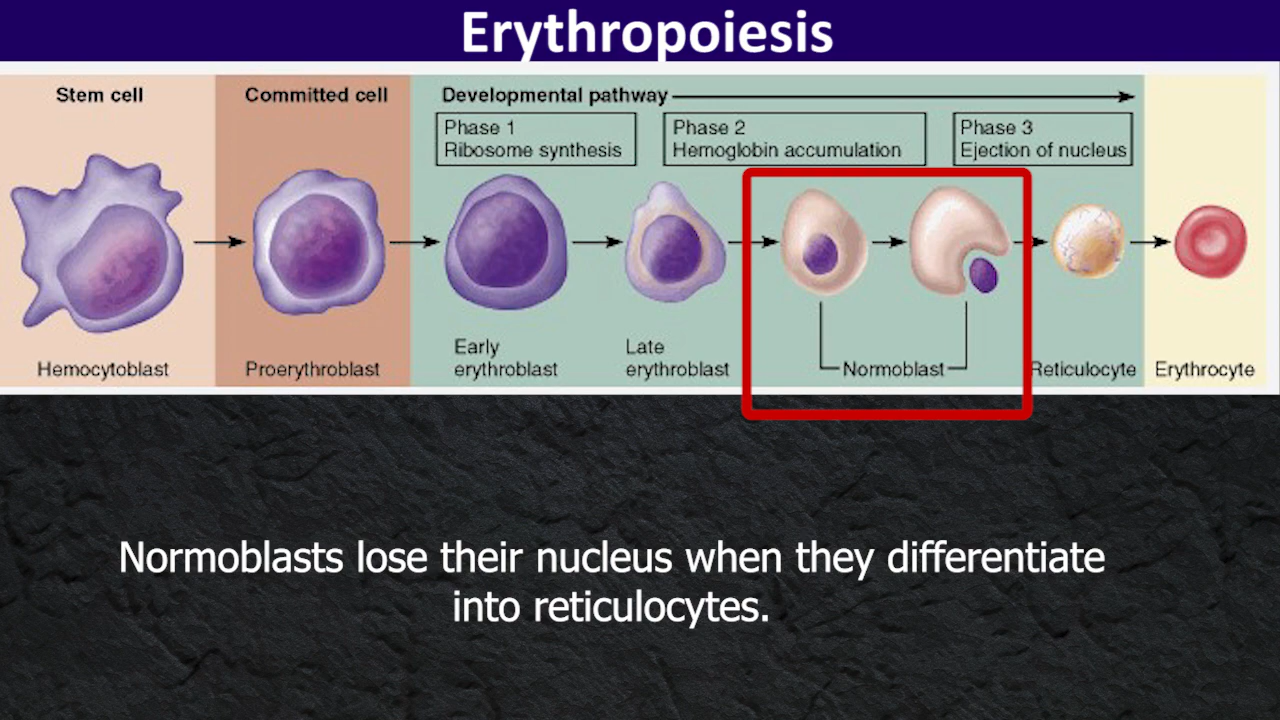 Erythropoiesis
Stem cell
Committed cell
Developmental pathway
Phase 1
Ribosome synthesis
Phase 2
Hemoglobin accumulation
Phase 3
Ejection of nucleus
Hemocytoblast
Proerythroblast
Early
erythroblast
Late
erythroblast
Normoblast
Reticulocyte
Erythrocyte
Normoblasts lose their nucleus when they differentiate
into reticulocytes.